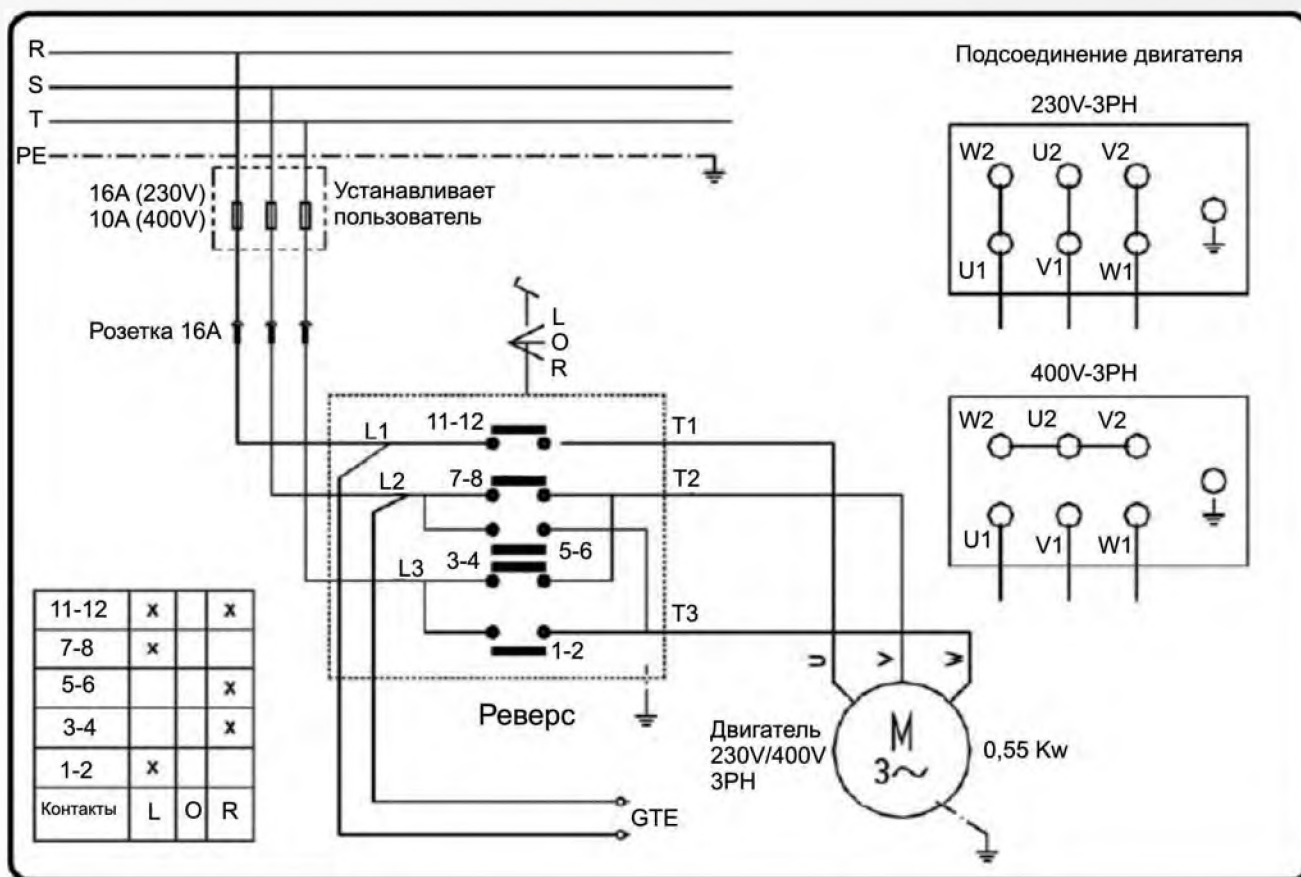 R
S
T
PE
16A (230V)
10A (400V)
Устанавливает
пользователь
Розетка 16A
L
O
R
L1
11-12
T1
L2
7-8
T2
L3
3-4
5-6
T3
1-2
U
V
W
Реверс
GTE
Двигатель
230V/400V
3PH
M
3~
0,55 Kw
Подсоединение двигателя
230V-3PH
W2 U2 V2
U1 V1 W1
400V-3PH
W2 U2 V2
U1 V1 W1
11-12 x x
7-8 x
5-6 x
3-4 x
1-2 x
Контакты L O R